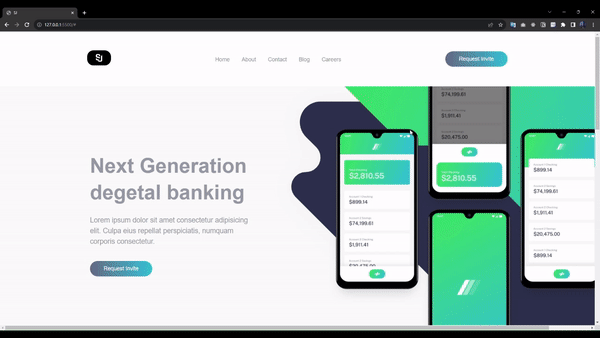 SJ
127.0.0.1:5500/#
Home About Contact Blog Careers
Request Invite
Next Generation
degetal banking
Lorem ipsum dolor sit amet consectetur adipisicing
elit. Culpa eius repellat perspiciatis, numquam
corporis consectetur.
Request Invite
$2,810.55
$899.14
$74,199.61
$1,911.41
$20,475.00
$74,199.61
$1,911.41
$20,475.00
$2,810.55
$899.14
$74,199.61
$1,911.41
$20,475.00
$899.14